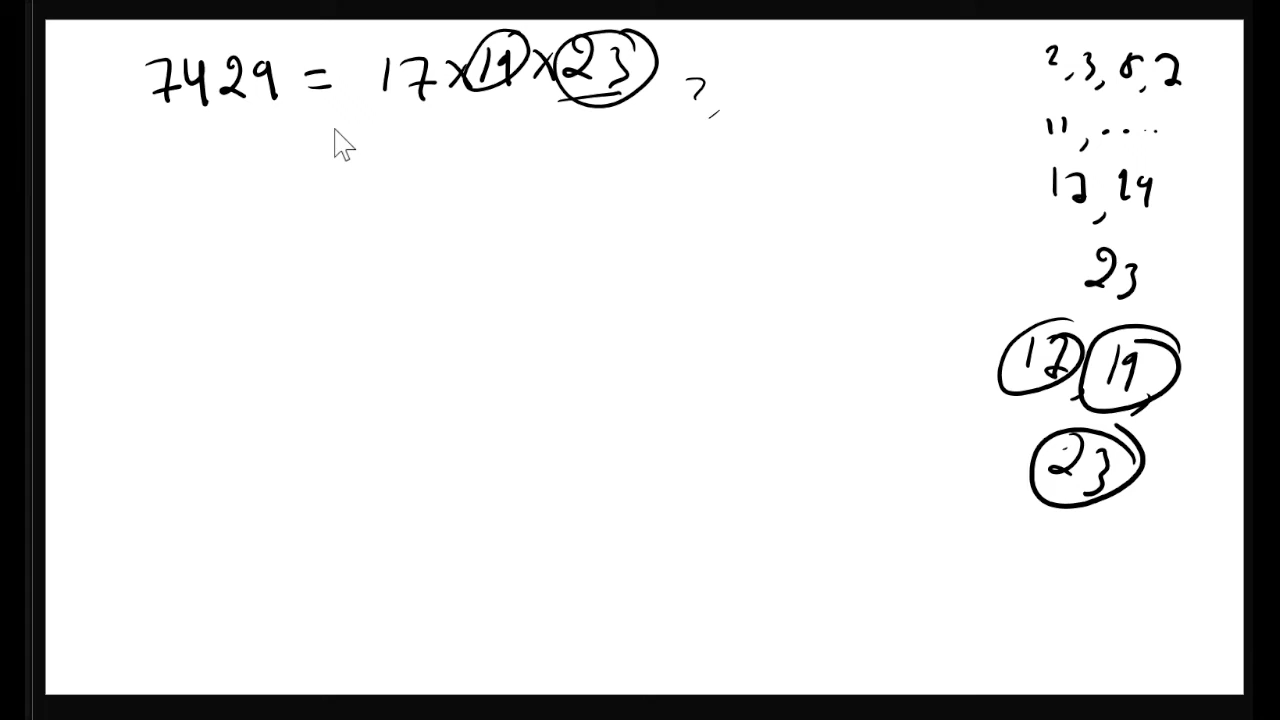 7429 = 17×19×23
2, 3, 5, 7
11, ....
17, 19
23
17, 19
23